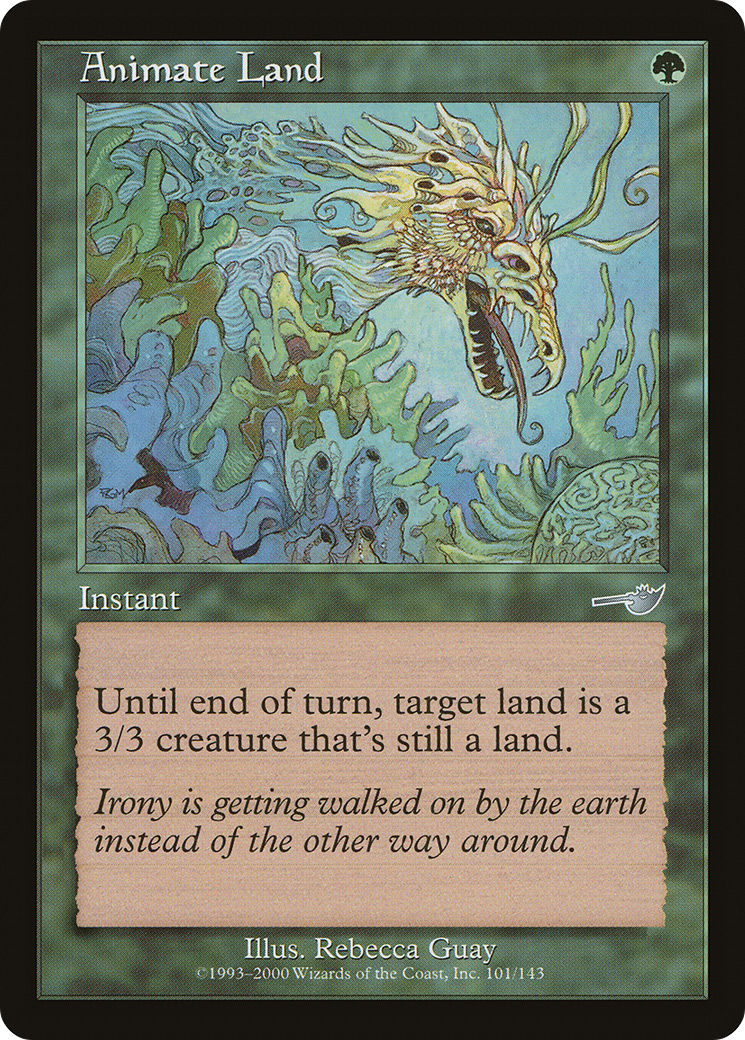 Animate Land
RGM
Instant
Until end of turn, target land is a
3/3 creature that's still a land.
Irony is getting walked on by the earth
instead of the other way around.
Illus. Rebecca Guay
©1993–2000 Wizards of the Coast, Inc. 101/143